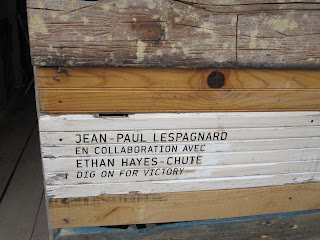 JEAN-PAUL LESPAGNARD
EN COLLABORATION AVEC
ETHAN HAYES-CHUTE
DIG ON FOR VICTORY